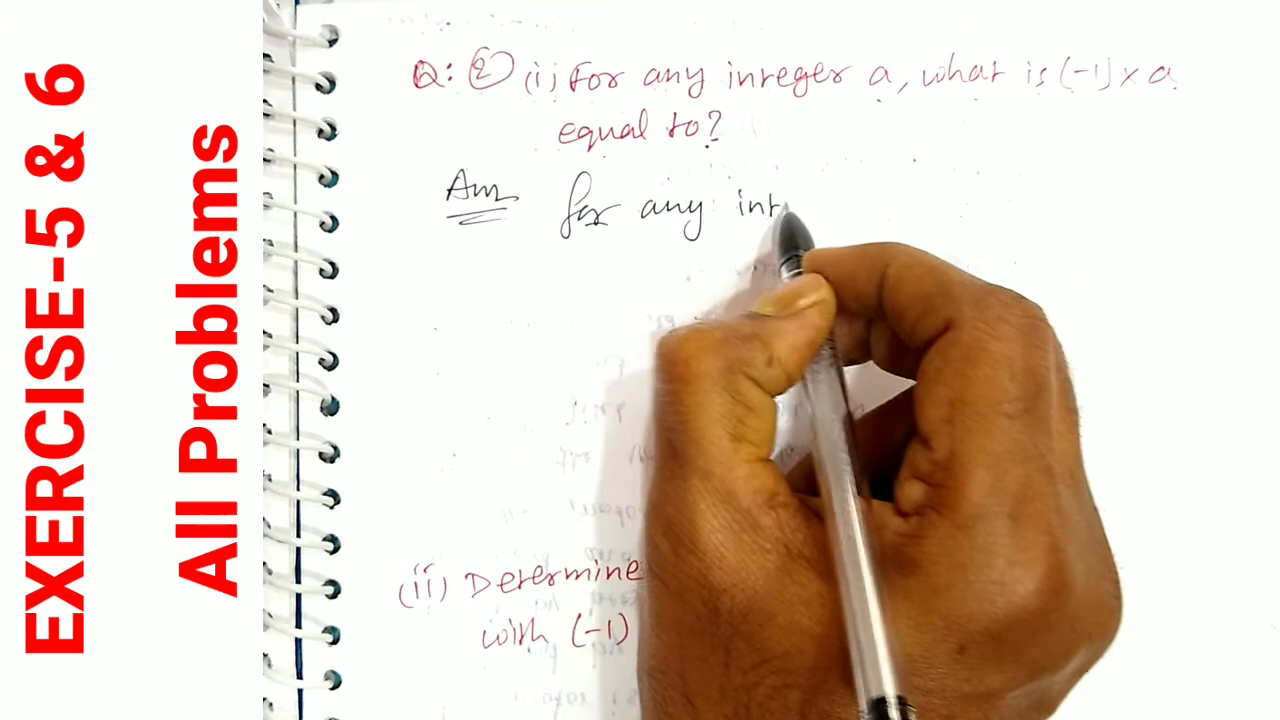 EXERCISE-5 & 6
All Problems
Q: (2) (i) For any integer a, what is (-1) x a
equal to?
Ans for any int
(ii) Determine
with (-1)